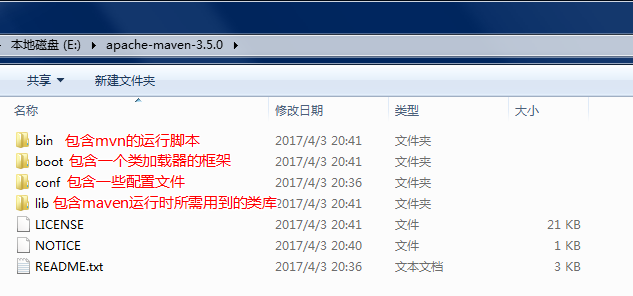 本地磁盘 (E:) ▸ apache-maven-3.5.0 ▸
共享 ▾ 新建文件夹
名称 修改日期 类型 大小
bin 包含mvn的运行脚本 2017/4/3 20:41 文件夹
boot 包含一个类加载器的框架 2017/4/3 20:41 文件夹
conf 包含一些配置文件 2017/4/3 20:36 文件夹
lib 包含maven运行时所需用到的类库 2017/4/3 20:41 文件夹
LICENSE 2017/4/3 20:41 文件 21 KB
NOTICE 2017/4/3 20:40 文件 1 KB
README.txt 2017/4/3 20:36 文本文档 3 KB